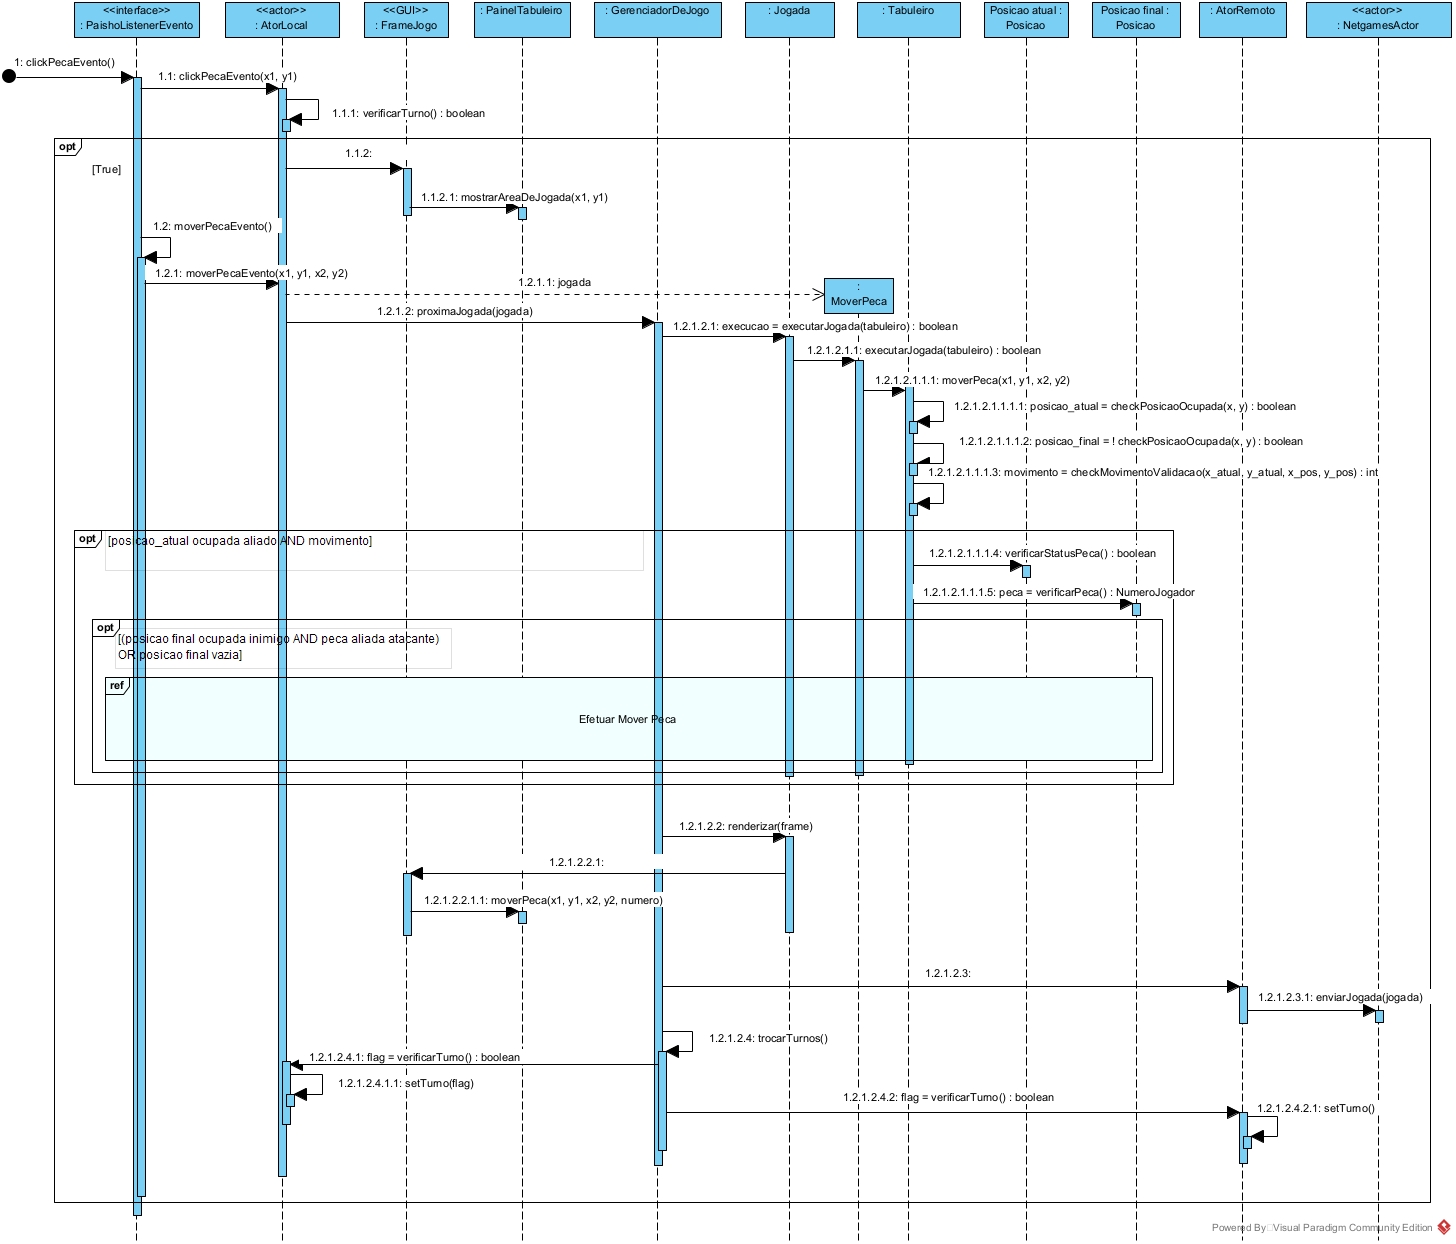 <<interface>>
: PaishoListenerEvento
<<actor>>
: AtorLocal
<<GUI>>
: FrameJogo
: PainelTabuleiro
: GerenciadorDeJogo
: Jogada
: Tabuleiro
Posicao atual :
Posicao
Posicao final :
Posicao
: AtorRemoto
<<actor>>
: NetgamesActor
1: clickPecaEvento()
1.1: clickPecaEvento(x1, y1)
1.1.1: verificarTurno() : boolean
opt
[True]
1.1.2:
1.1.2.1: mostrarAreaDeJogada(x1, y1)
1.2: moverPecaEvento()
1.2.1: moverPecaEvento(x1, y1, x2, y2)
1.2.1.1: jogada
:
MoverPeca
1.2.1.2: proximaJogada(jogada)
1.2.1.2.1: execucao = executarJogada(tabuleiro) : boolean
1.2.1.2.1.1: executarJogada(tabuleiro) : boolean
1.2.1.2.1.1.1: moverPeca(x1, y1, x2, y2)
1.2.1.2.1.1.1.1: posicao_atual = checkPosicaoOcupada(x, y) : boolean
1.2.1.2.1.1.1.2: posicao_final = ! checkPosicaoOcupada(x, y) : boolean
1.2.1.2.1.1.1.3: movimento = checkMovimentoValidacao(x_atual, y_atual, x_pos, y_pos) : int
opt
[posicao_atual ocupada aliado AND movimento]
1.2.1.2.1.1.1.4: verificarStatusPeca() : boolean
1.2.1.2.1.1.1.5: peca = verificarPeca() : NumeroJogador
opt
[(posicao final ocupada inimigo AND peca aliada atacante)
OR posicao final vazia]
ref
Efetuar Mover Peca
1.2.1.2.2: renderizar(frame)
1.2.1.2.2.1:
1.2.1.2.2.1.1: moverPeca(x1, y1, x2, y2, numero)
1.2.1.2.3:
1.2.1.2.3.1: enviarJogada(jogada)
1.2.1.2.4: trocarTurnos()
1.2.1.2.4.1: flag = verificarTurno() : boolean
1.2.1.2.4.1.1: setTurno(flag)
1.2.1.2.4.2: flag = verificarTurno() : boolean
1.2.1.2.4.2.1: setTurno()
Powered By Visual Paradigm Community Edition